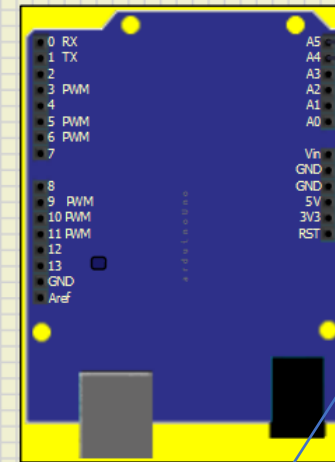 0 RX
1 TX
2
3 PWM
4
5 PWM
6 PWM
7
8
9 PWM
10 PWM
11 PWM
12
13
GND
Aref
arduinoUno
A5
A4
A3
A2
A1
A0
Vin
GND
GND
5V
3V3
RST